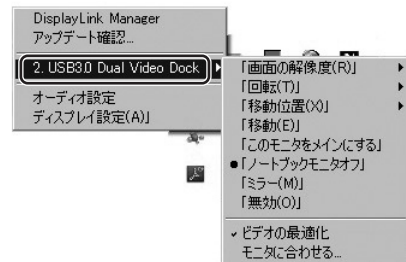 DisplayLink Manager
アップデート確認...
2. USB3.0 Dual Video Dock
オーディオ設定
ディスプレイ設定(A)」
「画面の解像度(R)」
「回転(T)」
「移動位置(X)」
「移動(E)」
「このモニタをメインにする」
「ノートブックモニタオフ」
「ミラー(M)」
「無効(O)」
ビデオの最適化
モニタに合わせる...